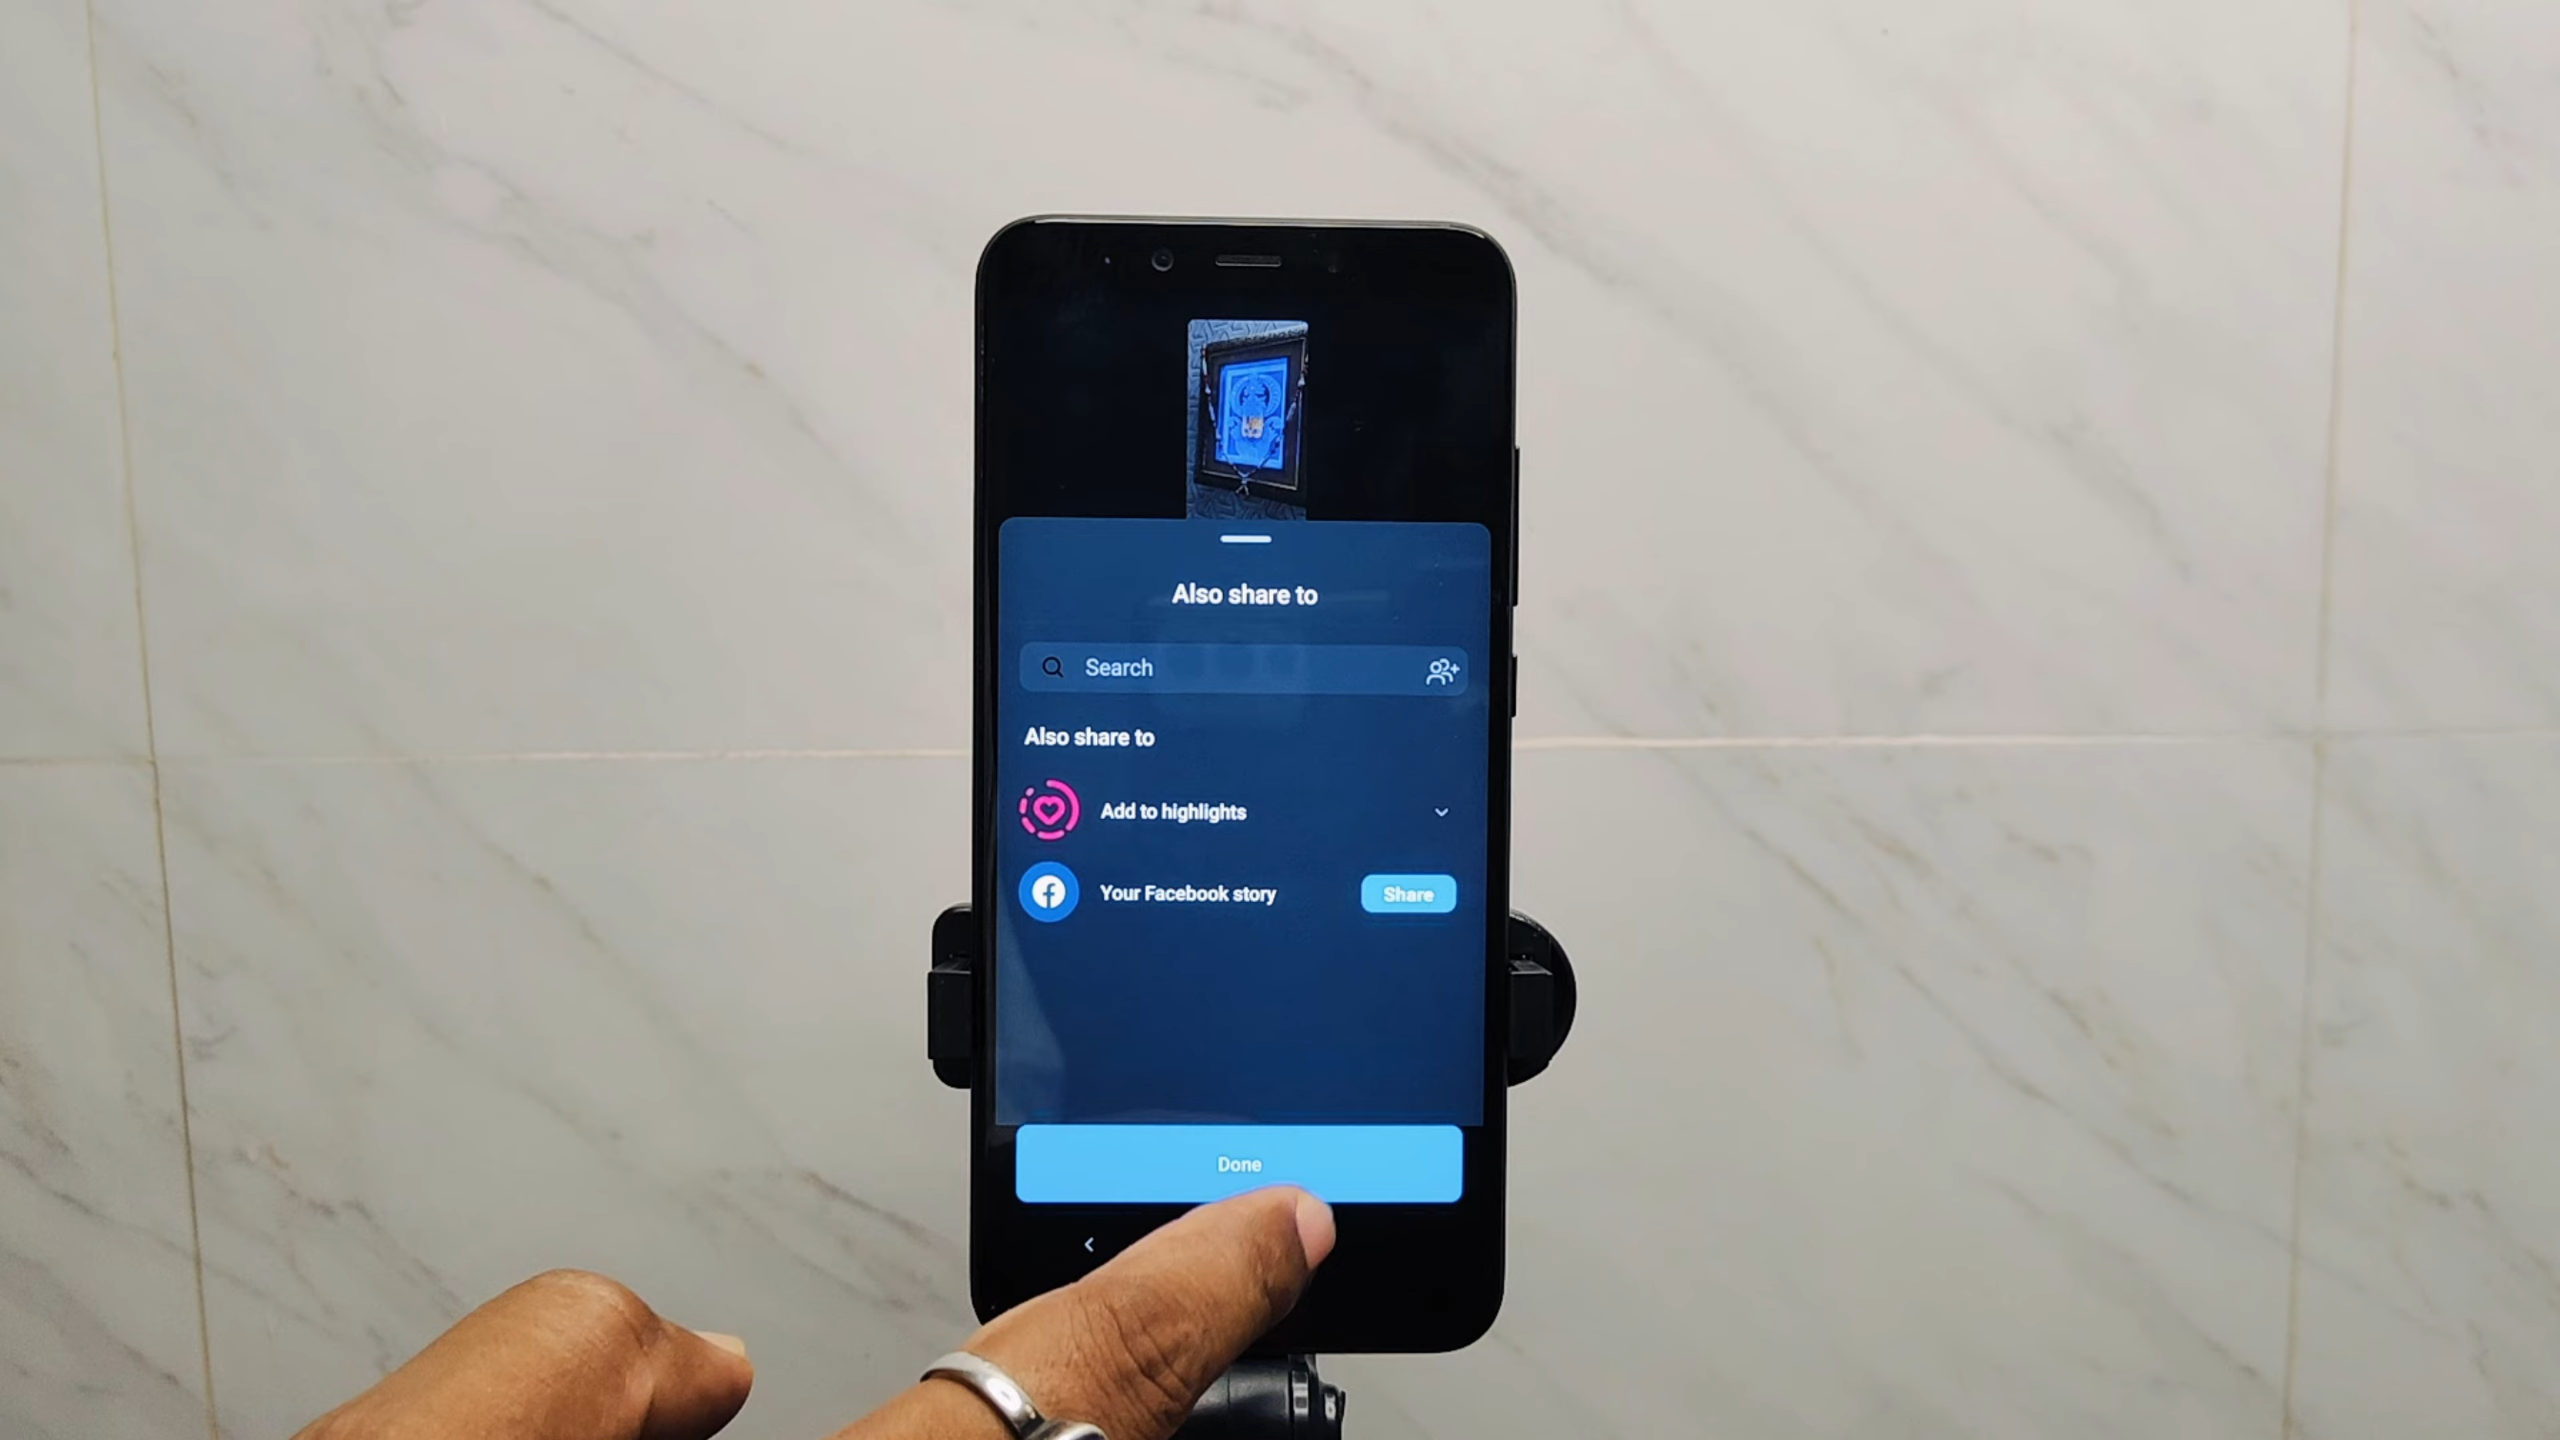 Also share to
Search
Also share to
Add to highlights
Your Facebook story
Share
Done